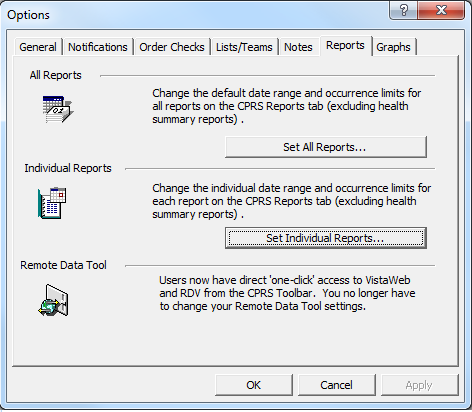 Options
General Notifications Order Checks Lists/Teams Notes Reports Graphs
All Reports
Change the default date range and occurrence limits for
all reports on the CPRS Reports tab (excluding health
summary reports) .
Set All Reports...
Individual Reports
Change the individual date range and occurrence limits for
each report on the CPRS Reports tab (excluding health
summary reports) .
Set Individual Reports...
Remote Data Tool
Users now have direct 'one-click' access to VistaWeb
and RDV from the CPRS Toolbar. You no longer have
to change your Remote Data Tool settings.
OK Cancel Apply